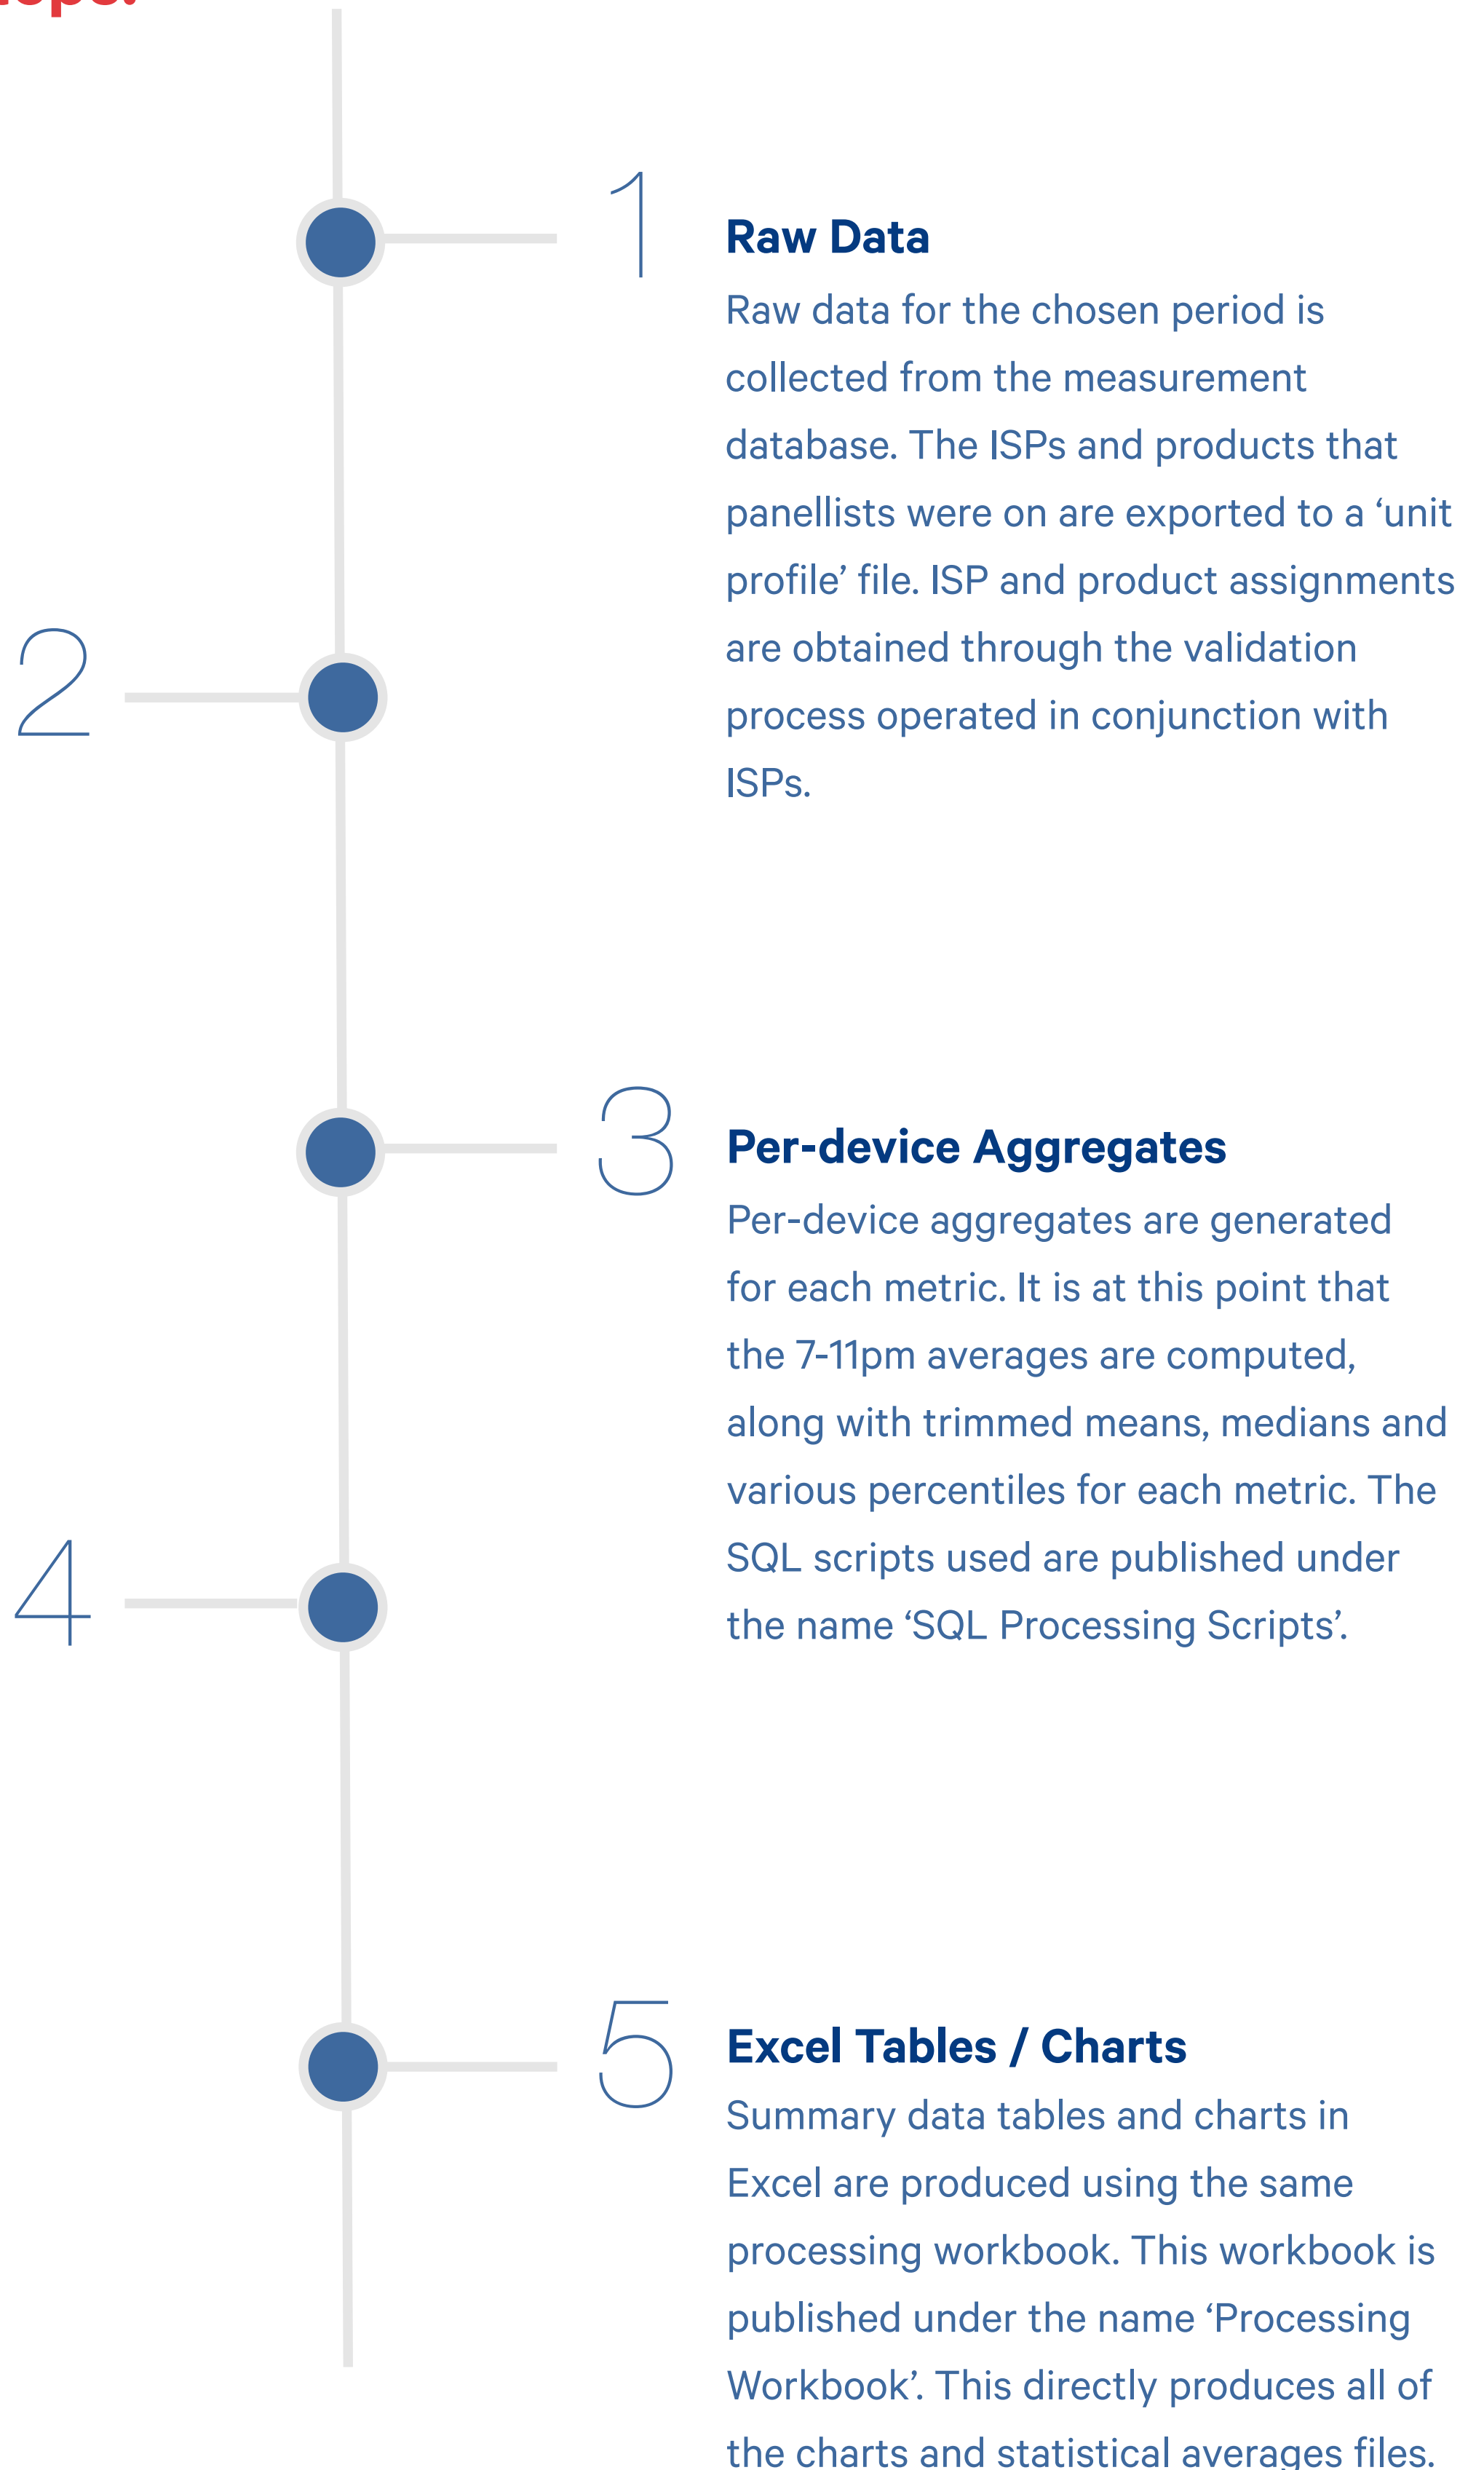 1
Raw Data
Raw data for the chosen period is
collected from the measurement
database. The ISPs and products that
panellists were on are exported to a ‘unit
profile’ file. ISP and product assignments
are obtained through the validation
process operated in conjunction with
ISPs.
2
3
Per-device Aggregates
Per-device aggregates are generated
for each metric. It is at this point that
the 7-11pm averages are computed,
along with trimmed means, medians and
various percentiles for each metric. The
SQL scripts used are published under
the name ‘SQL Processing Scripts’.
4
5
Excel Tables / Charts
Summary data tables and charts in
Excel are produced using the same
processing workbook. This workbook is
published under the name ‘Processing
Workbook’. This directly produces all of
the charts and statistical averages files.